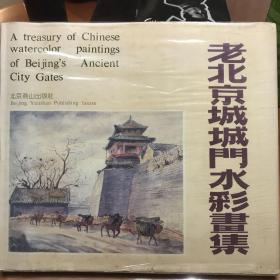 A treasury of Chinese
watercolor paintings
of Beijing's Ancient
City Gates
北京燕山出版社
Beijing Yanshan Publishing house
老北京城城門水彩畫集